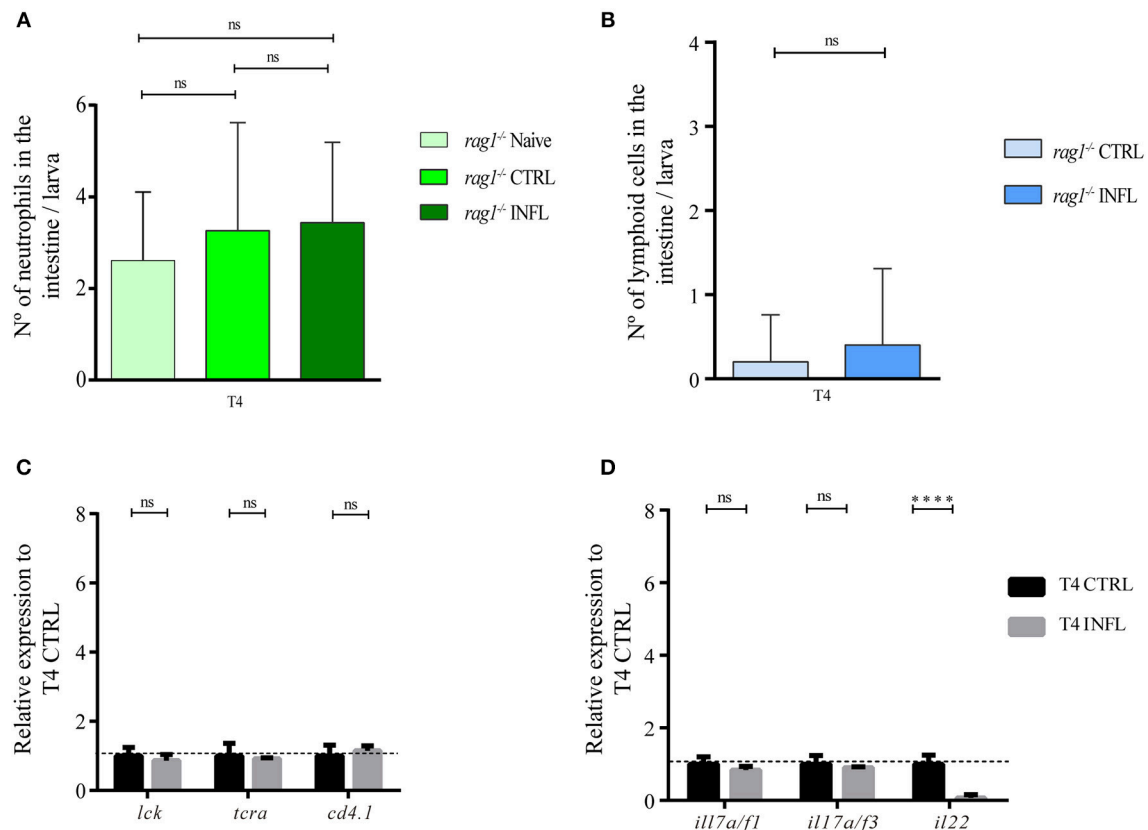 A
ns
ns
ns
Nº of neutrophils in the
intestine / larva
6
4
2
0
T4
rag1-/- Naive
rag1-/- CTRL
rag1-/- INFL
B
ns
Nº of lymphoid cells in the
intestine / larva
4
3
2
1
0
T4
rag1-/- CTRL
rag1-/- INFL
C
ns
ns
ns
Relative expression to
T4 CTRL
8
6
4
2
0
lck
tcra
cd4.1
D
ns
ns
****
Relative expression to
T4 CTRL
8
6
4
2
0
il17a/f1
il17a/f3
il22
T4 CTRL
T4 INFL